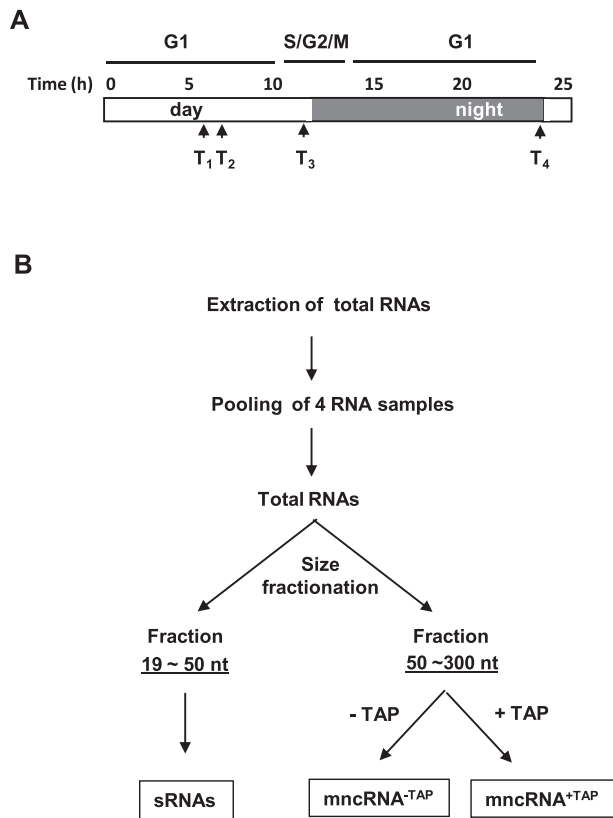 A
G1 S/G2/M G1
Time (h) 0 5 10 15 20 25
day night
T1 T2 T3 T4
B
Extraction of total RNAs
Pooling of 4 RNA samples
Total RNAs
Size
fractionation
Fraction Fraction
19 ~ 50 nt 50 ~300 nt
- TAP + TAP
sRNAs mncRNA-TAP mncRNA+TAP